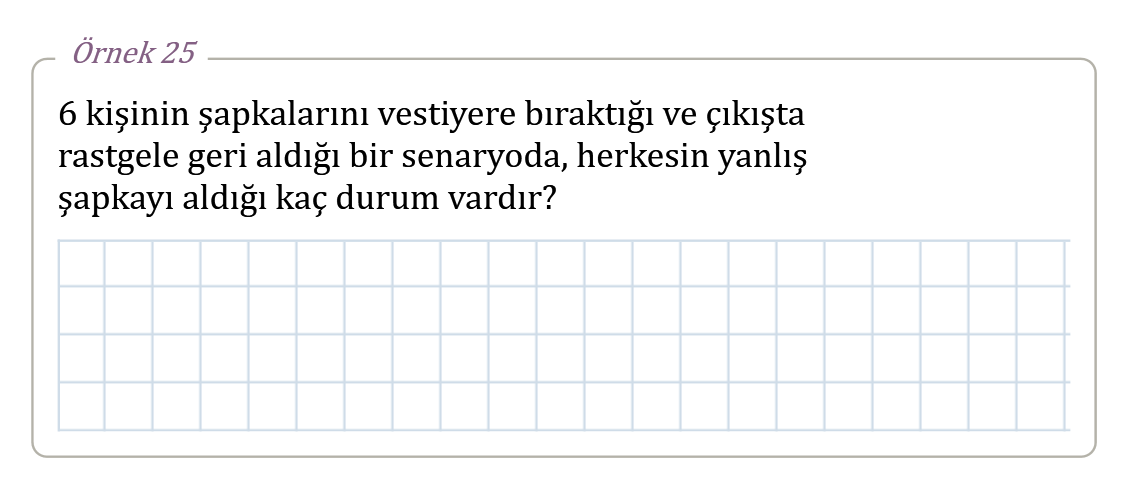 Örnek 25
6 kişinin şapkalarını vestiyere bıraktığı ve çıkışta
rastgele geri aldığı bir senaryoda, herkesin yanlış
şapkayı aldığı kaç durum vardır?